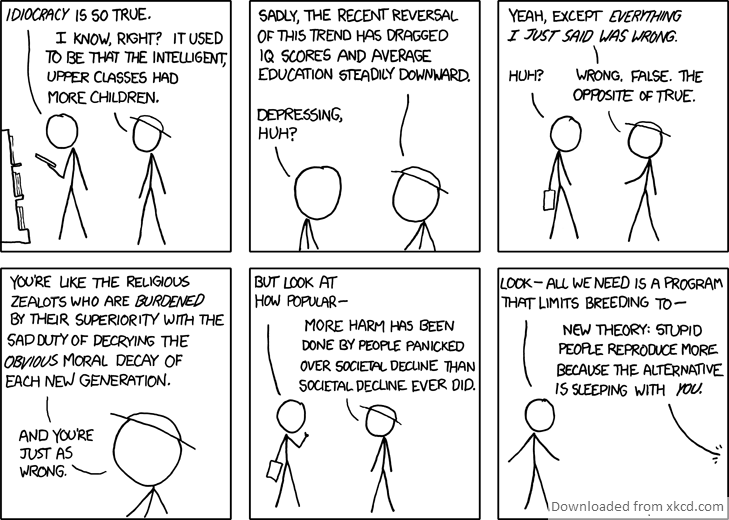 IDIOCRACY IS SO TRUE.
I KNOW, RIGHT? IT USED
TO BE THAT THE INTELLIGENT,
UPPER CLASSES HAD
MORE CHILDREN.
SADLY, THE RECENT REVERSAL
OF THIS TREND HAS DRAGGED
IQ SCORES AND AVERAGE
EDUCATION STEADILY DOWNWARD.
DEPRESSING,
HUH?
YEAH, EXCEPT EVERYTHING
I JUST SAID WAS WRONG.
HUH?
WRONG. FALSE. THE
OPPOSITE OF TRUE.
YOU'RE LIKE THE RELIGIOUS
ZEALOTS WHO ARE BURDENED
BY THEIR SUPERIORITY WITH THE
SAD DUTY OF DECRYING THE
OBVIOUS MORAL DECAY OF
EACH NEW GENERATION.
AND YOU'RE
JUST AS
WRONG.
BUT LOOK AT
HOW POPULAR—
MORE HARM HAS BEEN
DONE BY PEOPLE PANICKED
OVER SOCIETAL DECLINE THAN
SOCIETAL DECLINE EVER DID.
LOOK— ALL WE NEED IS A PROGRAM
THAT LIMITS BREEDING TO—
NEW THEORY: STUPID
PEOPLE REPRODUCE MORE
BECAUSE THE ALTERNATIVE
IS SLEEPING WITH YOU.
Downloaded from xkcd.com